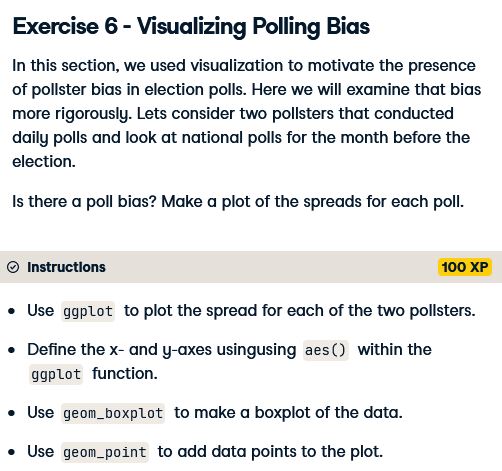 Exercise 6 - Visualizing Polling Bias
In this section, we used visualization to motivate the presence
of pollster bias in election polls. Here we will examine that bias
more rigorously. Lets consider two pollsters that conducted
daily polls and look at national polls for the month before the
election.
Is there a poll bias? Make a plot of the spreads for each poll.
Instructions
100 XP
• Use ggplot to plot the spread for each of the two pollsters.
• Define the x- and y-axes usingusing aes() within the
ggplot function.
• Use geom_boxplot to make a boxplot of the data.
• Use geom_point to add data points to the plot.